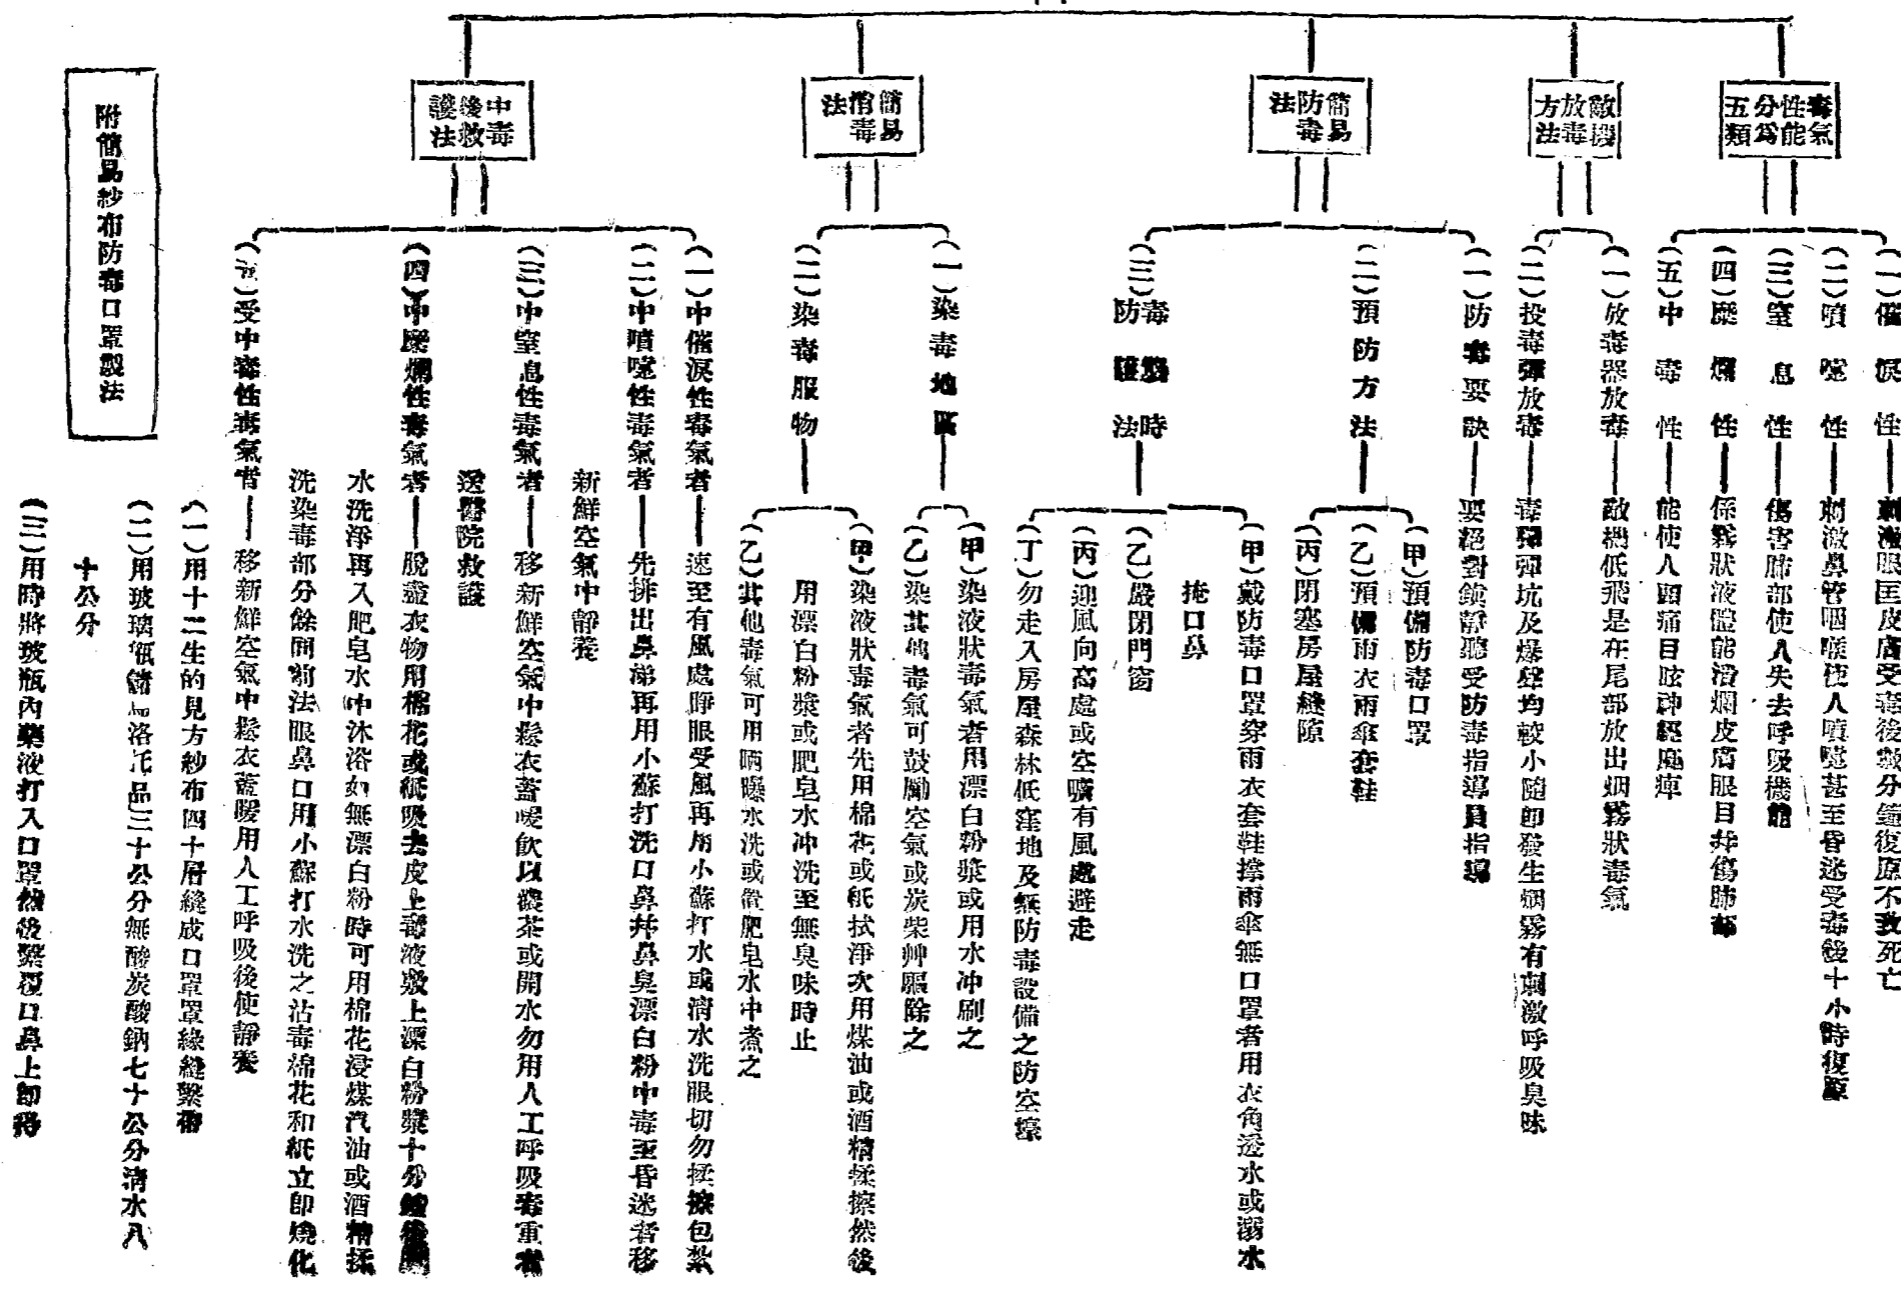 毒氣性能分爲五類
(一)催淚性——刺激眼匡皮膚受毒後數分鐘復原不致死亡
(二)噴嚏性——刺激鼻管咽喉使人噴嚏甚至昏迷受毒後十小時復原
(三)窒息性——傷害肺部使人失去呼吸機能
(四)糜爛性——係霧狀液體能潰爛皮膚眼目并傷肺部
(五)中毒性——能使人頭痛目眩神經麻痺
敵機放毒方法
(一)放毒器放毒——敵機低飛是在尾部放出烟霧狀毒氣
(二)投毒彈放毒——毒彈彈坑及爆聲均較小隨卽發生烟霧有刺激呼吸臭味
簡易防毒法
(一)防毒要訣——要絕對鎮靜聽受防毒指導員指導
(二)預防方法
(甲)預備防毒口罩
(乙)預備雨衣雨傘套鞋
(丙)閉塞房屋縫隙
(三)毒襲時防護法
(甲)戴防毒口罩穿雨衣套鞋撐雨傘無口罩者用衣角浸水或溺水
掩口鼻
(乙)嚴閉門窗
(丙)迎風向高處或空曠有風處避走
(丁)勿走入房屋森林低窪地及無防毒設備之防空壕
簡易消毒法
(一)染毒地區
(甲)染液狀毒氣者用漂白粉漿或用水冲刷之
(乙)染其他毒氣可鼓勵空氣或炭柴艸驅除之
(二)染毒服物
(甲)染液狀毒氣者先用棉花或紙拭淨次用煤油或酒精揉擦然後
用漂白粉漿或肥皂水冲洗至無臭味時止
(乙)其他毒氣可用晒曝水洗或置肥皂水中煮之
中毒後救護法
(一)中催淚性毒氣者——速至有風處睜眼受風再用小蘇打水或清水洗眼切勿揉擦包紮
(二)中噴嚏性毒氣者——先排出鼻涕再用小蘇打洗口鼻并鼻臭漂白粉中毒至昏迷者移
新鮮空氣中靜養
(三)中窒息性毒氣者——移新鮮空氣中鬆衣蓋暖飲以濃茶或開水勿用人工呼吸毒重者
送醫院救護
(四)中糜爛性毒氣者——脫盡衣物用棉花或紙吸去皮上毒液敷上漂白粉漿十分鐘後
水洗淨再入肥皂水中沐浴如無漂白粉時可用棉花浸煤汽油或酒精揉
洗染毒部分餘同前法眼鼻口用小蘇打水洗之沾毒棉花和紙立卽燒化
(五)受中毒性毒氣者——移新鮮空氣中鬆衣蓋暖用人工呼吸後使靜養
附簡易紗布防毒口罩製法
(一)用十二生的見方紗布四十層縫成口罩罩緣縫繫帶
(二)用玻璃瓶儲烏洛托品三十公分無酸炭酸鈉七十公分清水八
十公分
(三)用時將玻瓶內藥液打入口罩然後繫覆口鼻上卽得